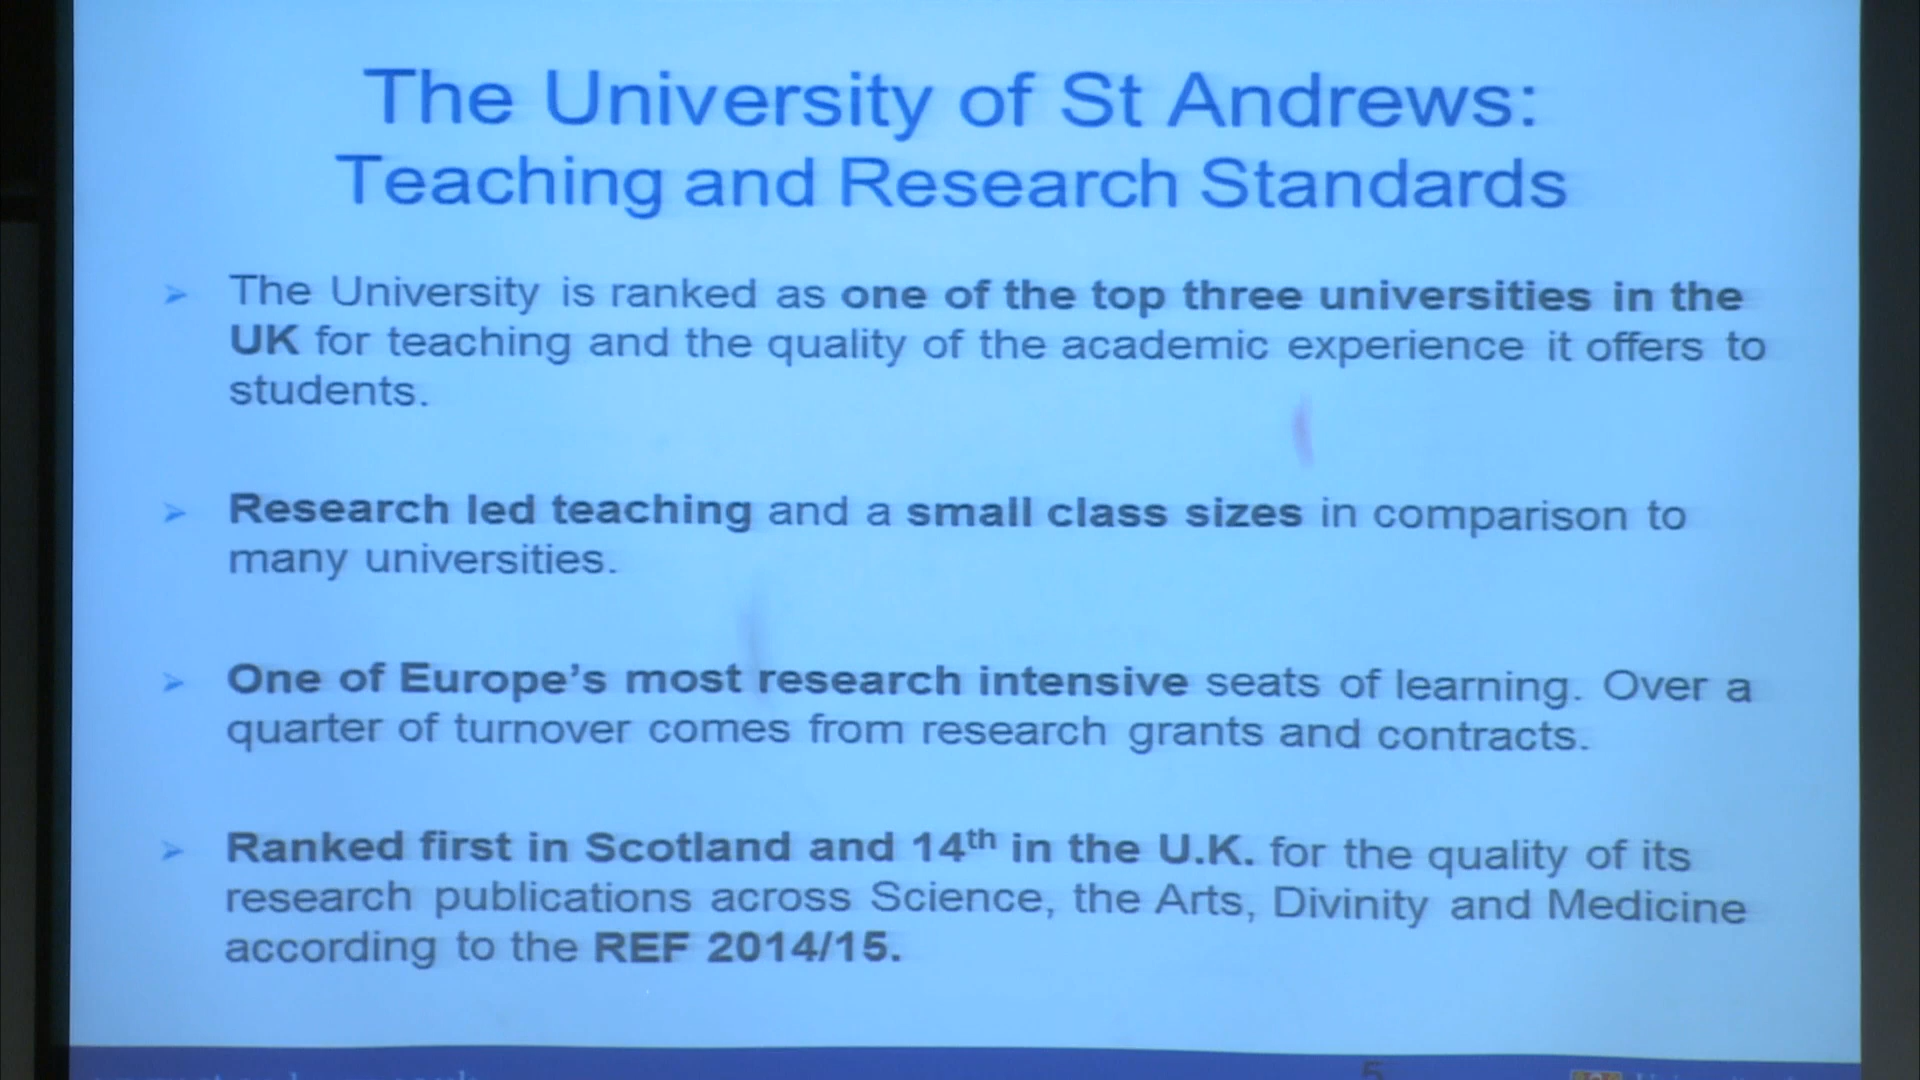 The University of St Andrews:
Teaching and Research Standards
➢ The University is ranked as one of the top three universities in the
UK for teaching and the quality of the academic experience it offers to
students.
➢ Research led teaching and a small class sizes in comparison to
many universities.
➢ One of Europe's most research intensive seats of learning. Over a
quarter of turnover comes from research grants and contracts.
➢ Ranked first in Scotland and 14th in the U.K. for the quality of its
research publications across Science, the Arts, Divinity and Medicine
according to the REF 2014/15.
5